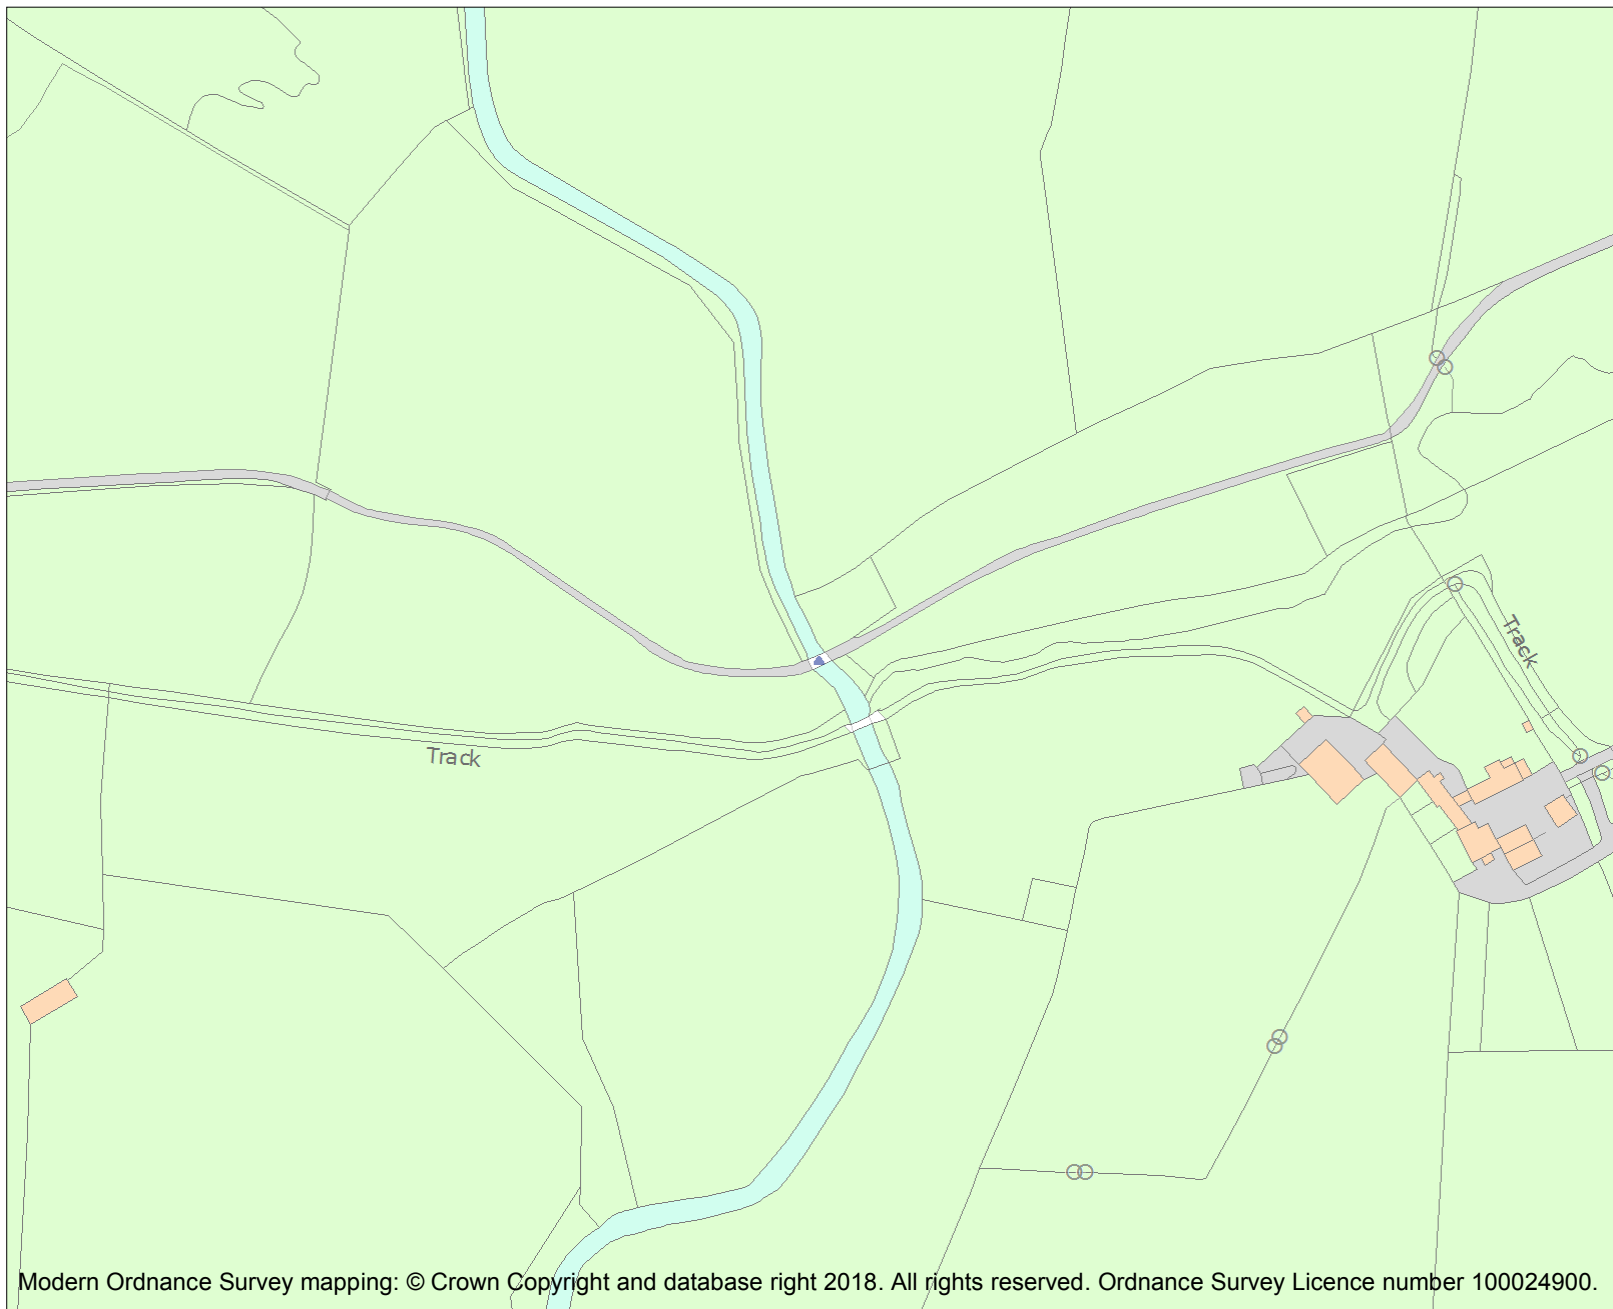 Track
Track
Modern Ordnance Survey mapping: © Crown Copyright and database right 2018. All rights reserved. Ordnance Survey Licence number 100024900.